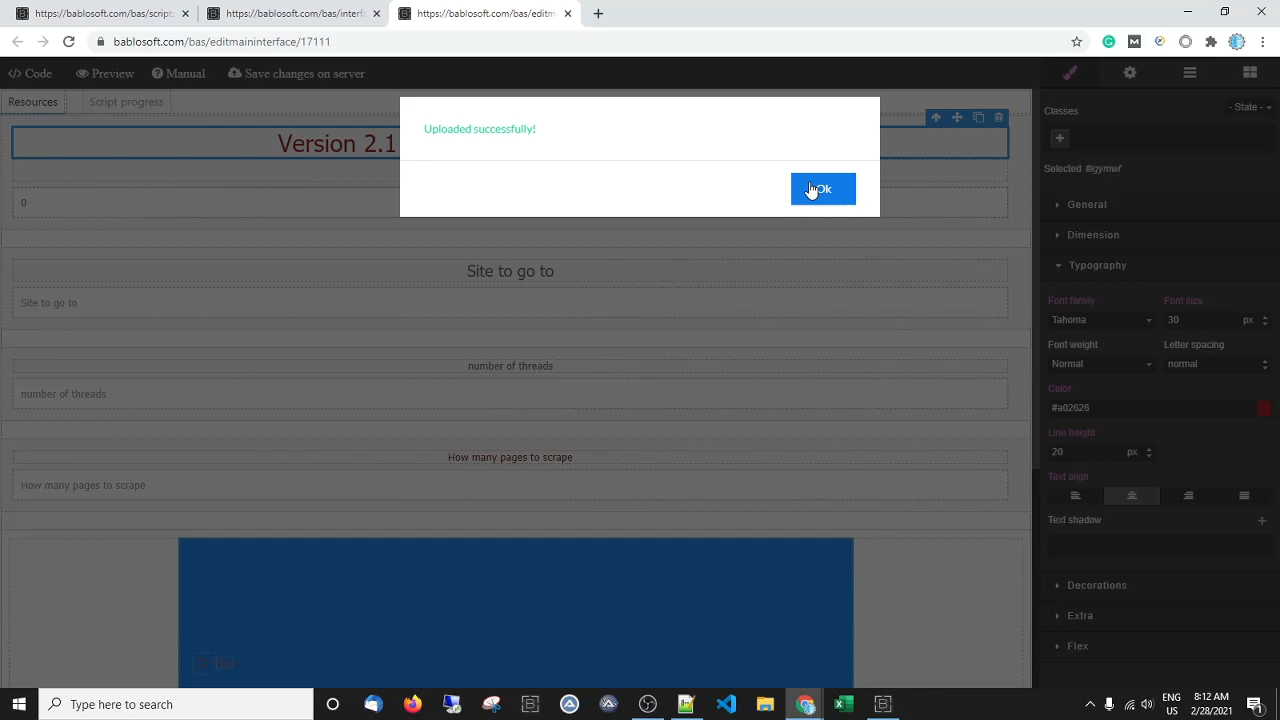 https://bablosoft.com/bas/scripts
https://bablosoft.com/bas/interf
https://bablosoft.com/bas/editm
bablosoft.com/bas/editmaininterface/17111
Code
Preview
Manual
Save changes on server
Resources
Script progress
Version 2.1
Uploaded successfully!
Ok
0
Site to go to
Site to go to
number of threads
number of threads
How many pages to scrape
How many pages to scrape
- State -
Classes
Selected #igymwf
General
Dimension
Typography
Font family
Font size
Tahoma
30 px
Font weight
Letter spacing
Normal
normal
Color
#a02626
Line height
20 px
Text align
Text shadow
Decorations
Extra
Flex
Type here to search
ENG
US
8:12 AM
2/28/2021